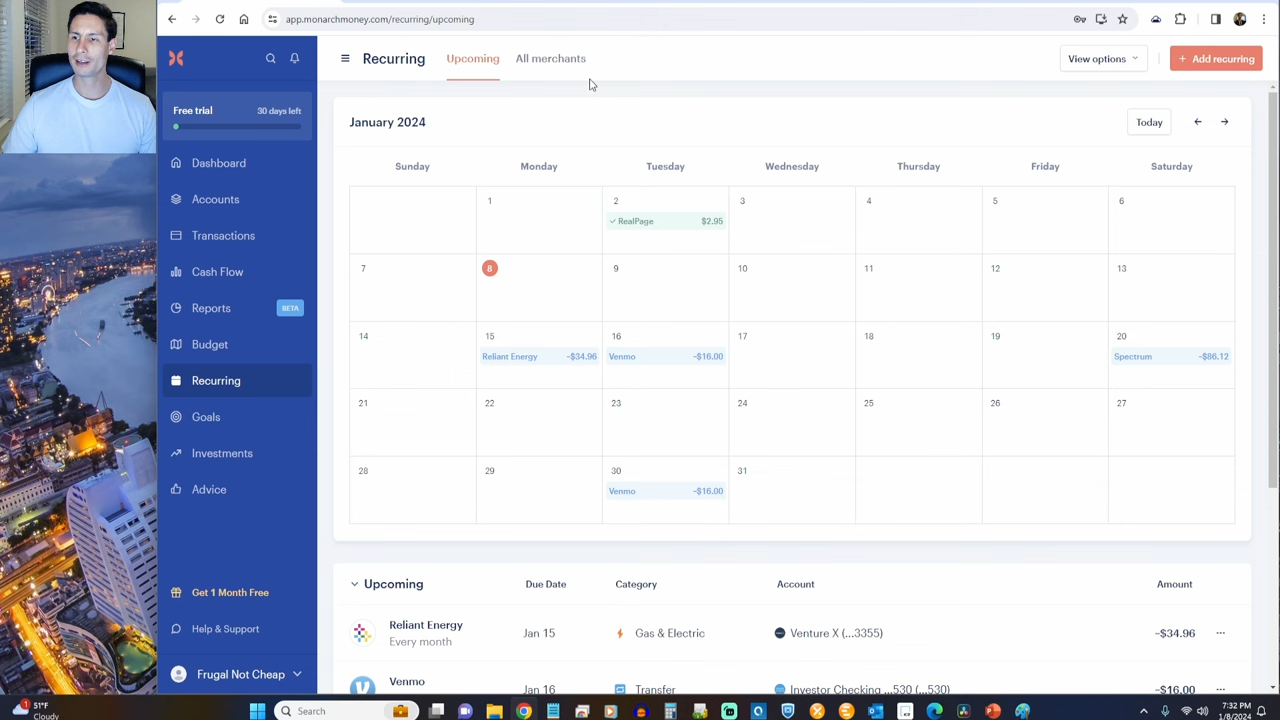 app.monarchmoney.com/recurring/upcoming
Recurring
Upcoming
All merchants
View options
+ Add recurring
Free trial
30 days left
Dashboard
Accounts
Transactions
Cash Flow
Reports
BETA
Budget
Recurring
Goals
Investments
Advice
Get 1 Month Free
Help & Support
Frugal Not Cheap
January 2024
Today
Sunday Monday Tuesday Wednesday Thursday Friday Saturday
1 2 3 4 5 6
✓ RealPage $2.95
7 8 9 10 11 12 13
14 15 16 17 18 19 20
Reliant Energy ~$34.96 Venmo ~$16.00 Spectrum ~$86.12
21 22 23 24 25 26 27
28 29 30 31
Venmo ~$16.00
Upcoming Due Date Category Account Amount
Reliant Energy
Every month
Jan 15 Gas & Electric Venture X (...3355) ~$34.96 ...
Venmo
Jan 16 Transfer Investor Checking ...530 (...530) ~$16.00 ...
1
51°F
Cloudy
Search
7:32 PM
1/8/2024